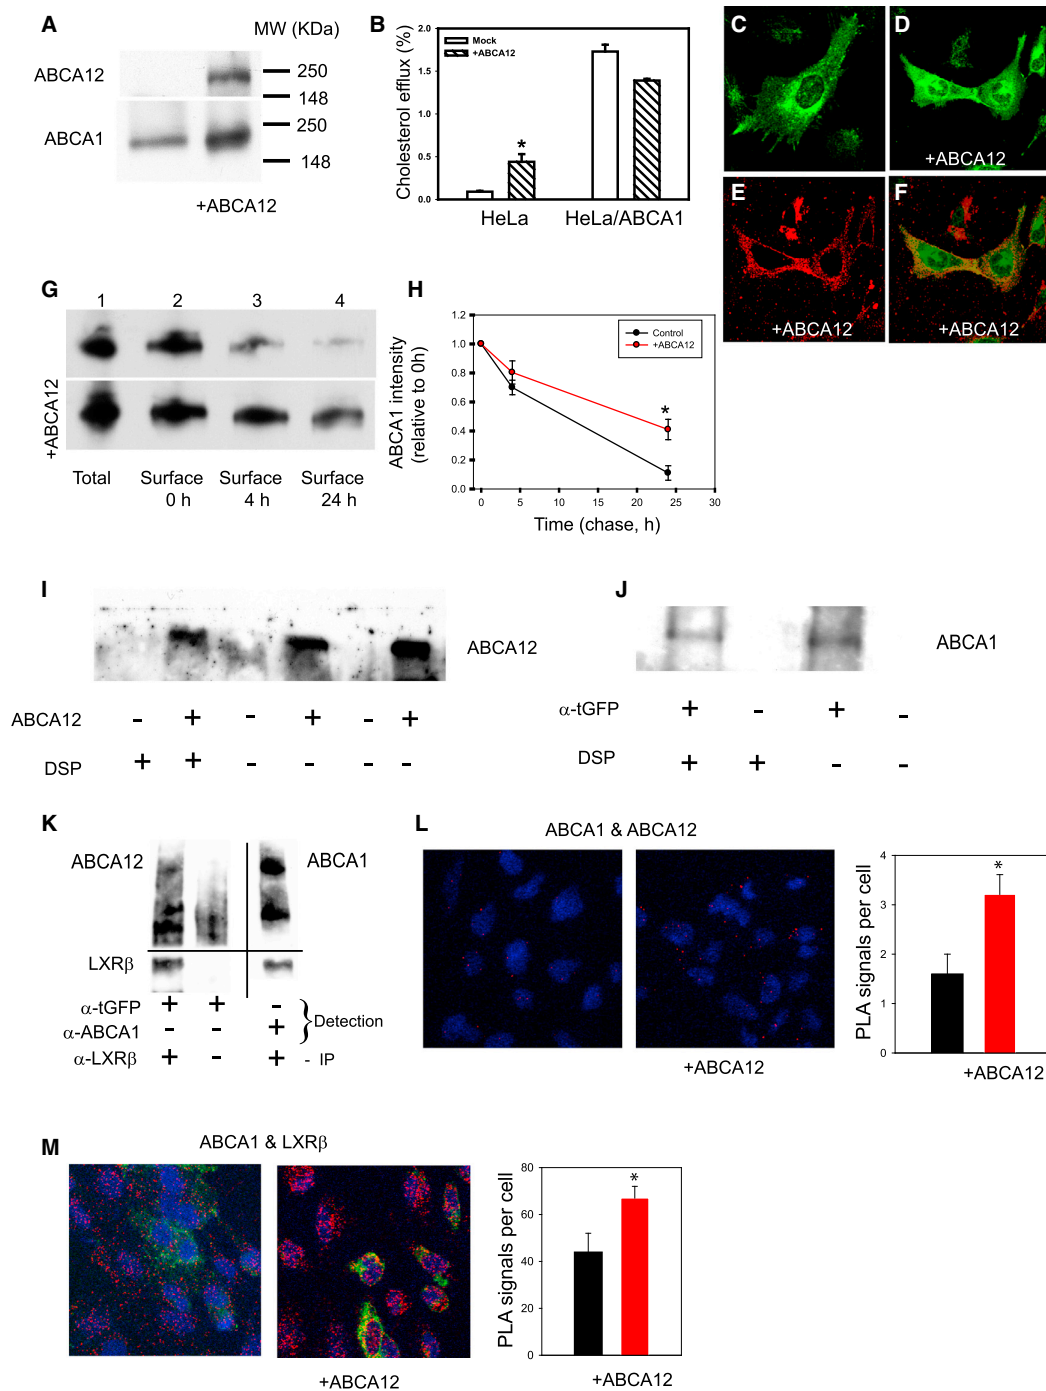 A
MW (KDa)
ABCA12
250
148
ABCA1
250
148
+ABCA12
B
Cholesterol efflux (%)
2.0
1.5
1.0
0.5
0.0
Mock
+ABCA12
*
HeLa
HeLa/ABCA1
C
D
+ABCA12
E
+ABCA12
F
+ABCA12
G
1 2 3 4
+ABCA12
Total Surface Surface Surface
0 h 4 h 24 h
H
ABCA1 intensity
(relative to 0h)
1.2
1.0
0.8
0.6
0.4
0.2
0.0
Control
+ABCA12
*
0 5 10 15 20 25 30
Time (chase, h)
I
ABCA12
ABCA12 - + - + - +
DSP + + - - - -
J
ABCA1
α-tGFP + - + -
DSP + + - -
K
ABCA12
ABCA1
LXRβ
α-tGFP + + -
α-ABCA1 - - + } Detection
α-LXRβ + - + - IP
L
ABCA1 & ABCA12
+ABCA12
PLA signals per cell
4
3
2
1
0
*
+ABCA12
M
ABCA1 & LXRβ
+ABCA12
PLA signals per cell
80
60
40
20
0
*
+ABCA12